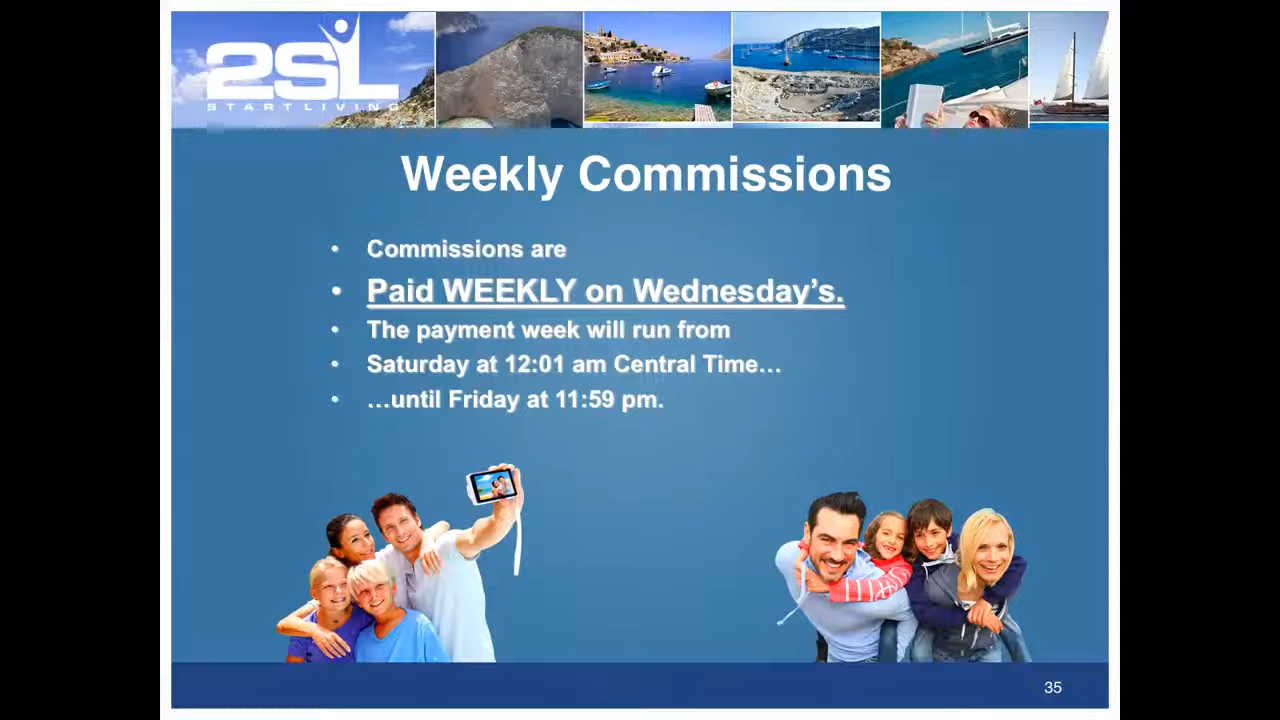 2SL
START LIVING
Weekly Commissions
• Commissions are
• Paid WEEKLY on Wednesday’s.
• The payment week will run from
• Saturday at 12:01 am Central Time…
• …until Friday at 11:59 pm.
35